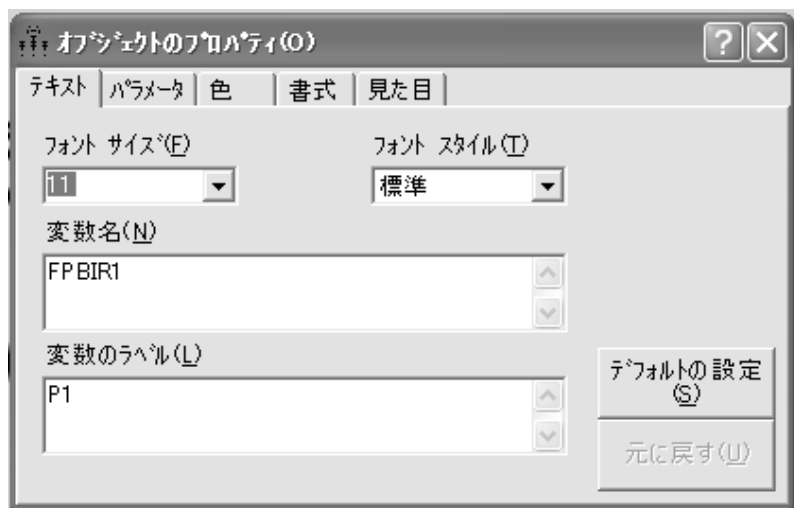 オブジェクトのプロパティ(O)
テキスト パラメータ 色 書式 見た目
フォント サイズ(F) フォント スタイル(T)
11 標準
変数名(N)
FPBIR1
変数のラベル(L)
P1
デフォルトの設定
(S)
元に戻す(U)